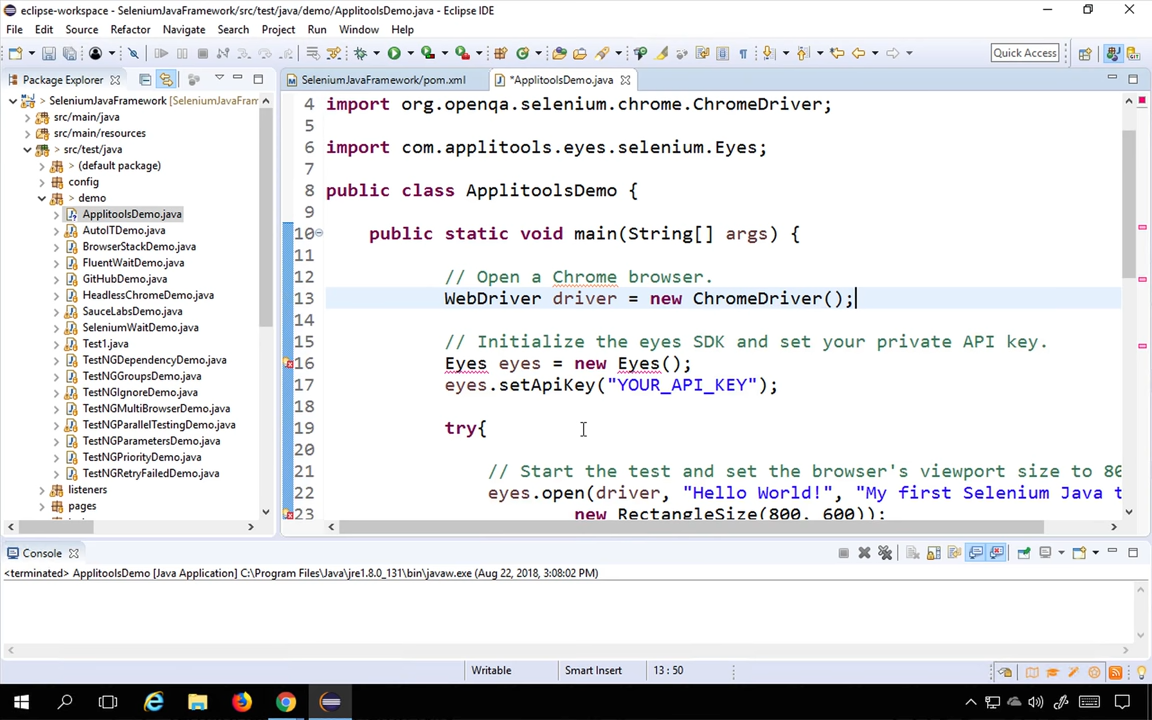 eclipse-workspace - SeleniumJavaFramework/src/test/java/demo/ApplitoolsDemo.java - Eclipse IDE
File Edit Source Refactor Navigate Search Project Run Window Help
Quick Access
Package Explorer
SeleniumJavaFramework/pom.xml
*ApplitoolsDemo.java
> SeleniumJavaFramework [SeleniumJavaFram
src/main/java
src/main/resources
> src/test/java
> (default package)
config
> demo
ApplitoolsDemo.java
AutoITDemo.java
BrowserStackDemo.java
FluentWaitDemo.java
GitHubDemo.java
HeadlessChromeDemo.java
SauceLabsDemo.java
SeleniumWaitDemo.java
Test1.java
TestNGDependencyDemo.java
TestNGGroupsDemo.java
TestNGIgnoreDemo.java
TestNGMultiBrowserDemo.java
TestNGParallelTestingDemo.java
TestNGParametersDemo.java
TestNGPriorityDemo.java
TestNGRetryFailedDemo.java
listeners
pages
4 import org.openqa.selenium.chrome.ChromeDriver;
5
6 import com.applitools.eyes.selenium.Eyes;
7
8 public class ApplitoolsDemo {
9
10 public static void main(String[] args) {
11
12 // Open a Chrome browser.
13 WebDriver driver = new ChromeDriver();
14
15 // Initialize the eyes SDK and set your private API key.
16 Eyes eyes = new Eyes();
17 eyes.setApiKey("YOUR_API_KEY");
18
19 try{
20
21 // Start the test and set the browser's viewport size to 80
22 eyes.open(driver, "Hello World!", "My first Selenium Java t
23 new RectangleSize(800, 600));
Console
<terminated> ApplitoolsDemo [Java Application] C:\Program Files\Java\jre1.8.0_131\bin\javaw.exe (Aug 22, 2018, 3:08:02 PM)
Writable Smart Insert 13 : 50